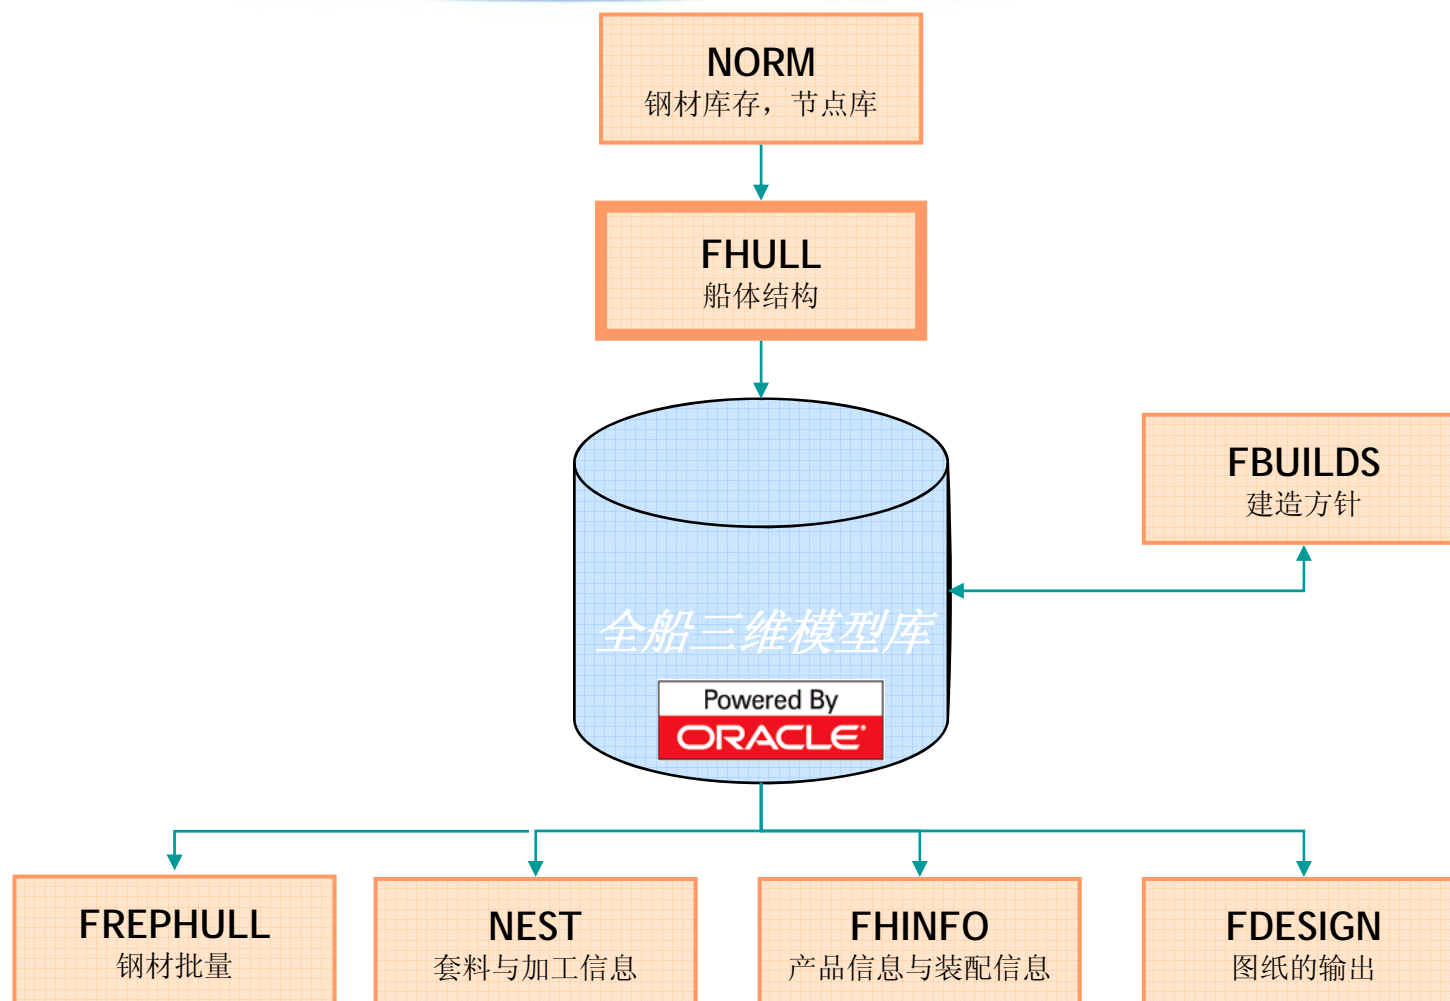 NORM
钢材库存，节点库
FHULL
船体结构
FBUILDS
建造方针
全船三维模型库
Powered By
ORACLE®
FREPHULL
钢材批量
NEST
套料与加工信息
FHINFO
产品信息与装配信息
FDESIGN
图纸的输出